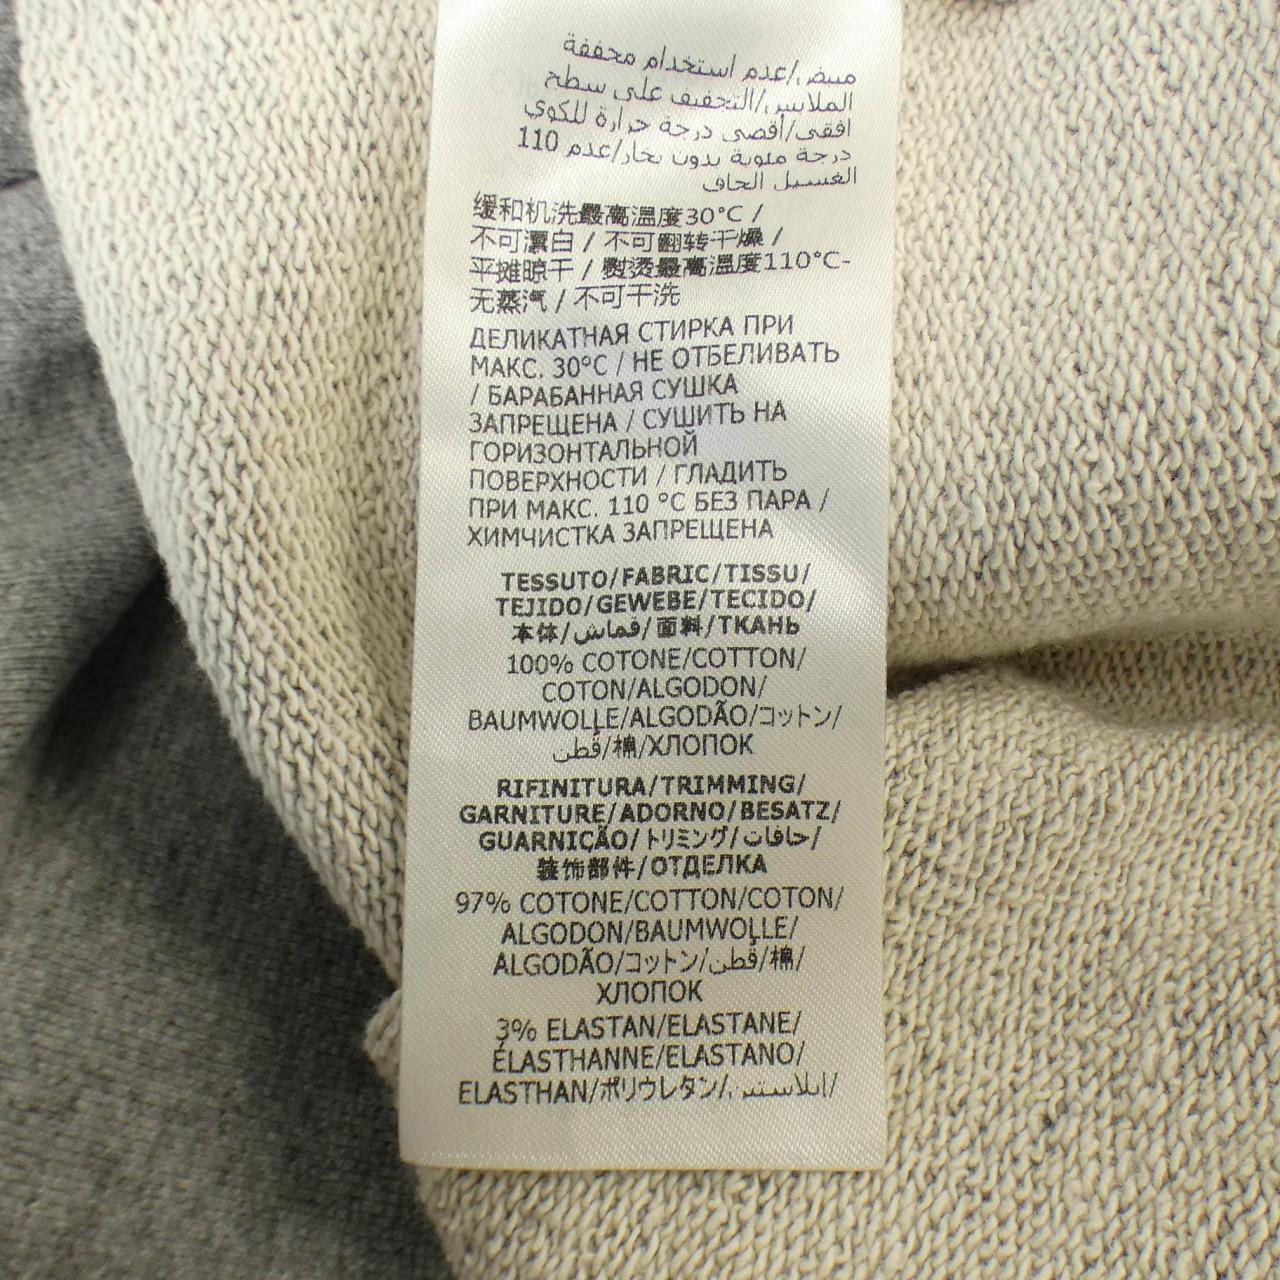 مبيض/عدم استخدام مجففة
الملابس/التجفيف على سطح
افقي/أقصى درجة حرارة للكوي
110 درجة مئوية بدون بخار/عدم
الغسيل الجاف
缓和机洗最高温度30°C /
不可漂白 / 不可翻转干燥 /
平摊晾干 / 熨烫最高温度110°C-
无蒸汽 / 不可干洗
ДЕЛИКАТНАЯ СТИРКА ПРИ
МАКС. 30°C / НЕ ОТБЕЛИВАТЬ
/ БАРАБАННАЯ СУШКА
ЗАПРЕЩЕНА / СУШИТЬ НА
ГОРИЗОНТАЛЬНОЙ
ПОВЕРХНОСТИ / ГЛАДИТЬ
ПРИ МАКС. 110 °C БЕЗ ПАРА /
ХИМЧИСТКА ЗАПРЕЩЕНА
TESSUTO/FABRIC/TISSU/
TEJIDO/GEWEBE/TECIDO/
本体/قماش/面料/ТКАНЬ
100% COTONE/COTTON/
COTON/ALGODON/
BAUMWOLLE/ALGODÃO/コットン/
قطن/棉/ХЛОПОК
RIFINITURA/TRIMMING/
GARNITURE/ADORNO/BESATZ/
GUARNIÇÃO/トリミング/حافات/
装饰部件/ОТДЕЛКА
97% COTONE/COTTON/COTON/
ALGODON/BAUMWOLLE/
ALGODÃO/コットン/قطن/棉/
ХЛОПОК
3% ELASTAN/ELASTANE/
ÉLASTHANNE/ELASTANO/
ELASTHAN/ポリウレタン/إيلاستين/